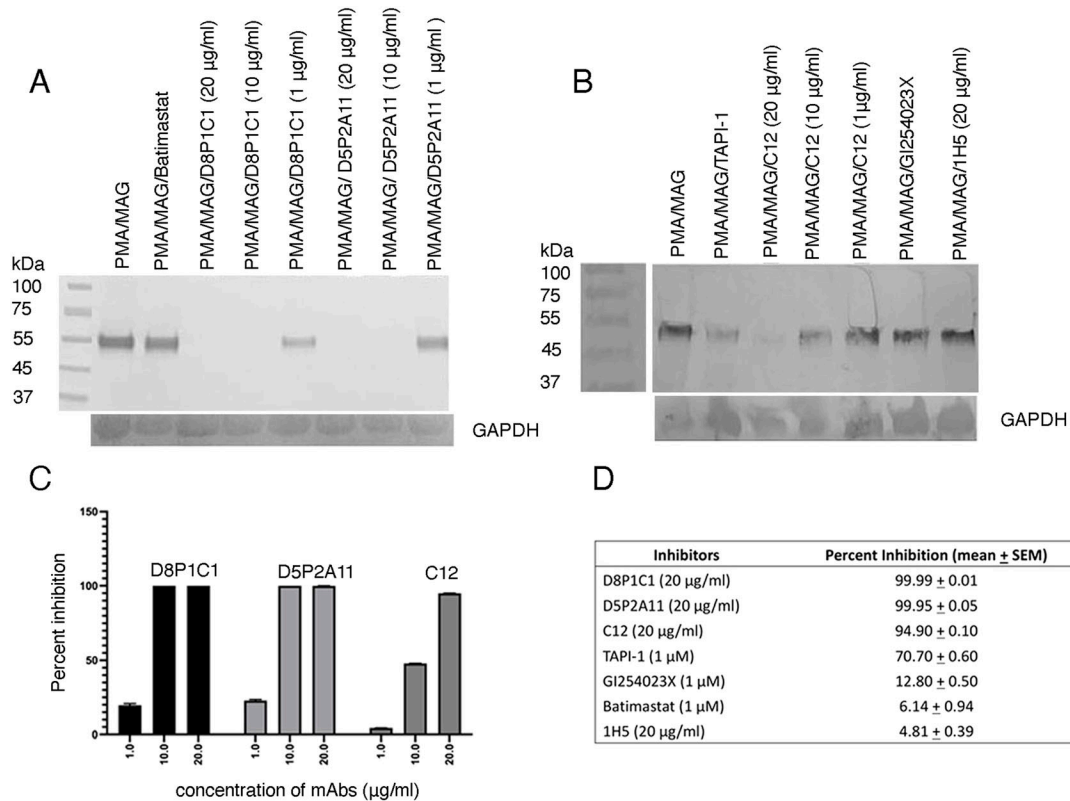 A
PMA/MAG
PMA/MAG/Batimastat
PMA/MAG/D8P1C1 (20 µg/ml)
PMA/MAG/D8P1C1 (10 µg/ml)
PMA/MAG/D8P1C1 (1 µg/ml)
PMA/MAG/ D5P2A11 (20 µg/ml)
PMA/MAG/ D5P2A11 (10 µg/ml)
PMA/MAG/D5P2A11 (1 µg/ml)
kDa
100
75
55
45
37
GAPDH
B
PMA/MAG
PMA/MAG/TAPI-1
PMA/MAG/C12 (20 µg/ml)
PMA/MAG/C12 (10 µg/ml)
PMA/MAG/C12 (1µg/ml)
PMA/MAG/GI254023X
PMA/MAG/1H5 (20 µg/ml)
kDa
100
75
55
45
37
GAPDH
C
Percent inhibition
150
100
50
0
D8P1C1
D5P2A11
C12
1.0 10.0 20.0 1.0 10.0 20.0 1.0 10.0 20.0
concentration of mAbs (µg/ml)
D
Inhibitors Percent Inhibition (mean ± SEM)
D8P1C1 (20 µg/ml) 99.99 ± 0.01
D5P2A11 (20 µg/ml) 99.95 ± 0.05
C12 (20 µg/ml) 94.90 ± 0.10
TAPI-1 (1 µM) 70.70 ± 0.60
GI254023X (1 µM) 12.80 ± 0.50
Batimastat (1 µM) 6.14 ± 0.94
1H5 (20 µg/ml) 4.81 ± 0.39